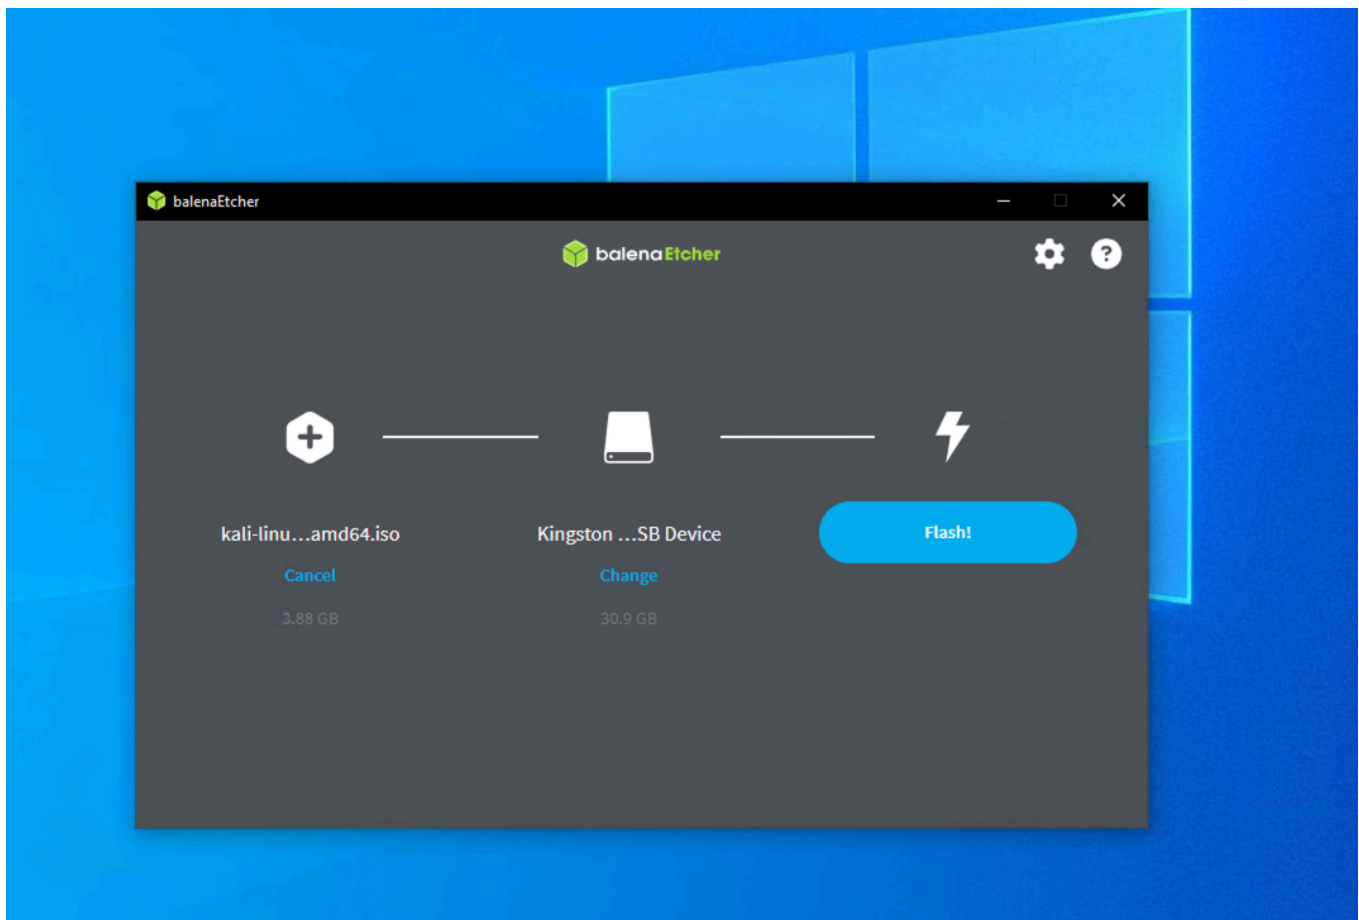 balenaEtcher
balenaEtcher
?
kali-linu...amd64.iso
Kingston ...SB Device
Flash!
Cancel
Change
3.88 GB
30.9 GB